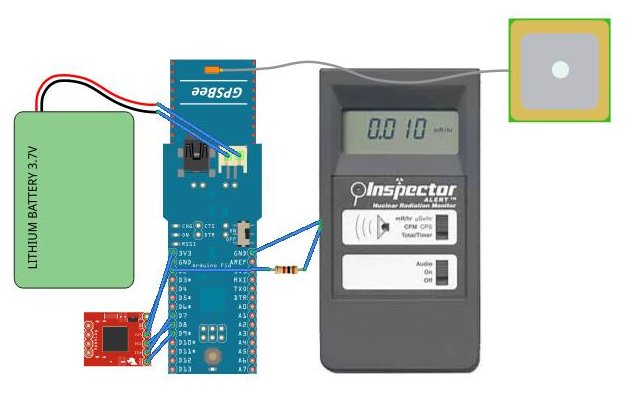 GPSBee
LITHIUM BATTERY 3.7V
0.010 mR/hr
Inspector
ALERT™
Nuclear Radiation Monitor
mR/hr µSv/hr
CPM CPS
Total/Timer
Audio
On
Off
CHG CTS
ON DTR
RSSI
ON
OFF
3V3 GND
GND AREF
arduino fio
RXI
D3* TXO
D4 DTR
D5* A0
D6* A1
D7 A2
D8 A3
D9* A4
D10* A5
D11* A6
D12 A7
D13